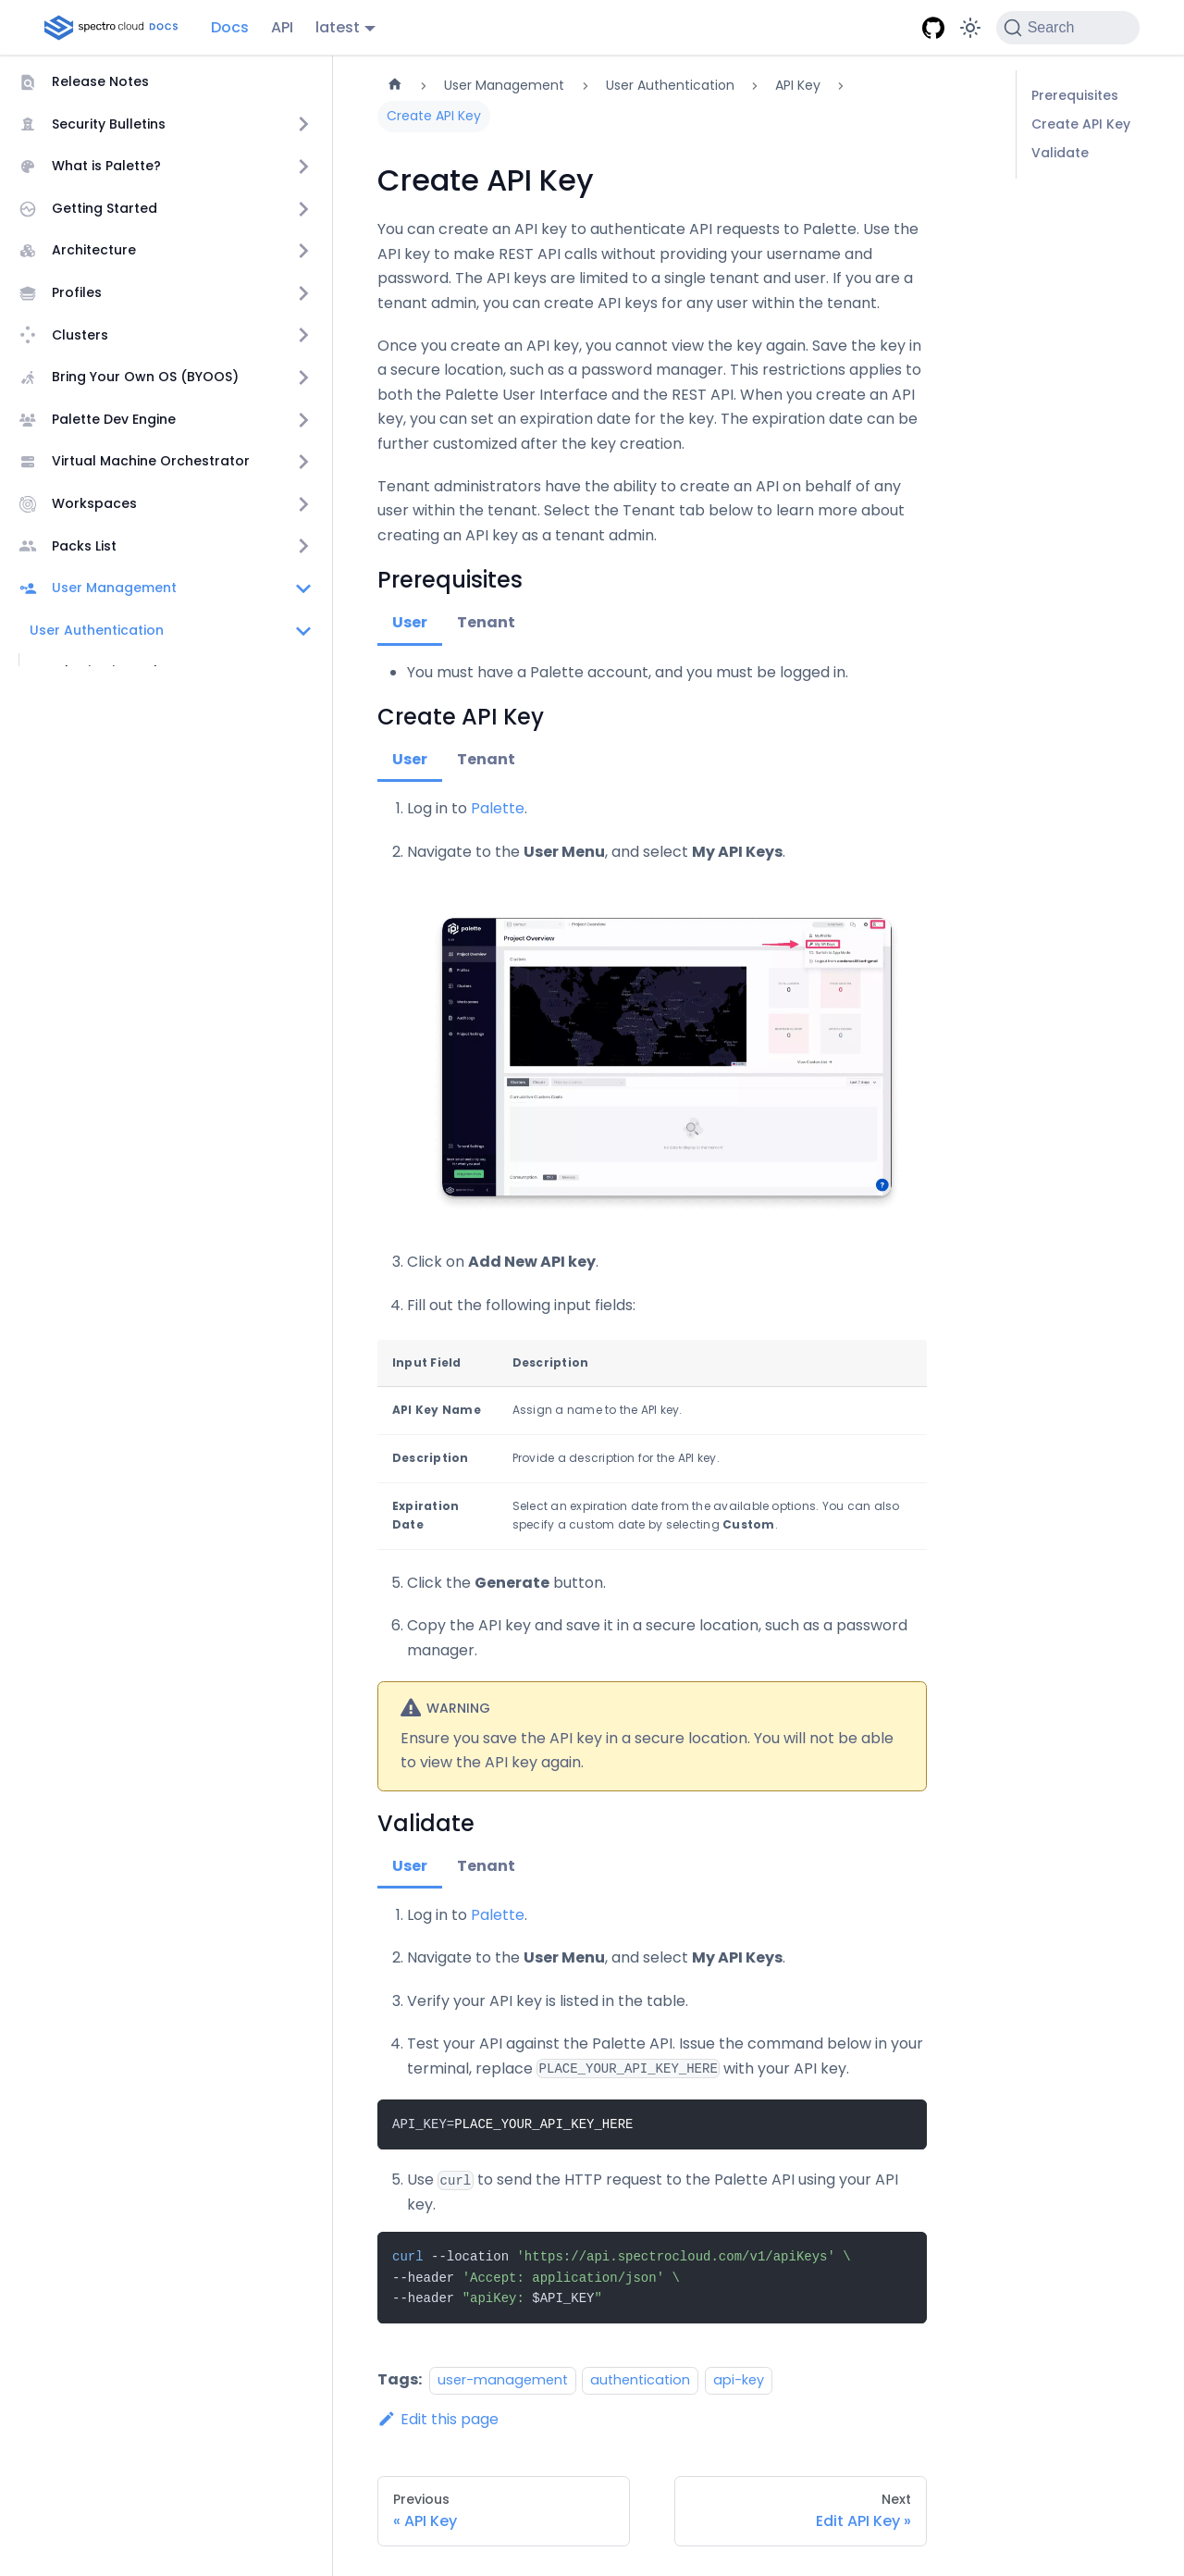 spectro cloud DOCS Docs API latest Search
Release Notes
Security Bulletins
What is Palette?
Getting Started
Architecture
Profiles
Clusters
Bring Your Own OS (BYOOS)
Palette Dev Engine
Virtual Machine Orchestrator
Workspaces
Packs List
User Management
User Authentication
User Management User Authentication API Key
Create API Key
Create API Key
You can create an API key to authenticate API requests to Palette. Use the
API key to make REST API calls without providing your username and
password. The API keys are limited to a single tenant and user. If you are a
tenant admin, you can create API keys for any user within the tenant.
Once you create an API key, you cannot view the key again. Save the key in
a secure location, such as a password manager. This restrictions applies to
both the Palette User Interface and the REST API. When you create an API
key, you can set an expiration date for the key. The expiration date can be
further customized after the key creation.
Tenant administrators have the ability to create an API on behalf of any
user within the tenant. Select the Tenant tab below to learn more about
creating an API key as a tenant admin.
Prerequisites
User Tenant
You must have a Palette account, and you must be logged in.
Create API Key
User Tenant
1. Log in to Palette.
2. Navigate to the User Menu, and select My API Keys.
palette
Project Overview
Project Overview
Profiles
Clusters
Workspaces
Audit Logs
Project Settings
Tenant Settings
Clusters
My API Keys
3. Click on Add New API key.
4. Fill out the following input fields:
Input Field Description
API Key Name Assign a name to the API key.
Description Provide a description for the API key.
Expiration Date Select an expiration date from the available options. You can also
specify a custom date by selecting Custom.
5. Click the Generate button.
6. Copy the API key and save it in a secure location, such as a password
manager.
WARNING
Ensure you save the API key in a secure location. You will not be able
to view the API key again.
Validate
User Tenant
1. Log in to Palette.
2. Navigate to the User Menu, and select My API Keys.
3. Verify your API key is listed in the table.
4. Test your API against the Palette API. Issue the command below in your
terminal, replace PLACE_YOUR_API_KEY_HERE with your API key.
API_KEY=PLACE_YOUR_API_KEY_HERE
5. Use curl to send the HTTP request to the Palette API using your API
key.
curl --location 'https://api.spectrocloud.com/v1/apiKeys' \
--header 'Accept: application/json' \
--header "apiKey: $API_KEY"
Tags: user-management authentication api-key
Edit this page
Previous
« API Key
Next
Edit API Key »
Prerequisites
Create API Key
Validate